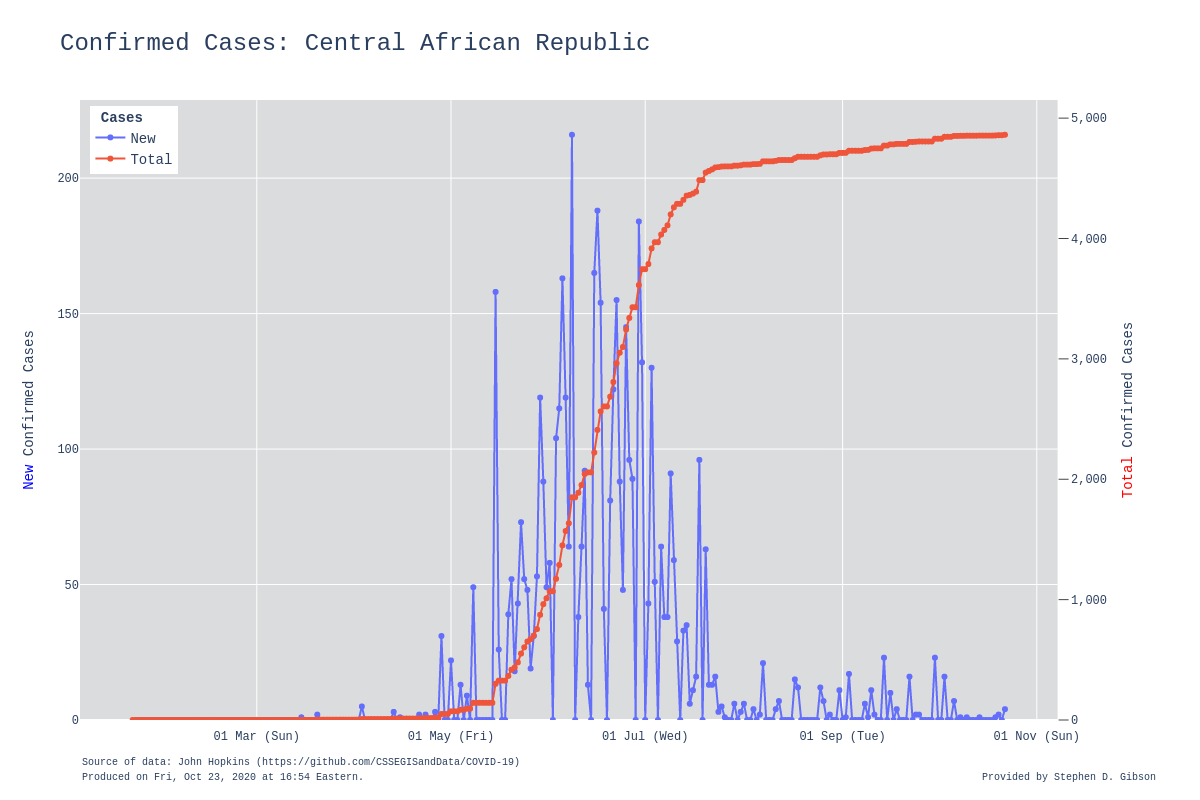 Confirmed Cases: Central African Republic
Cases
New
Total
200
150
100
50
0
5,000
4,000
3,000
2,000
1,000
0
New Confirmed Cases
Total Confirmed Cases
01 Mar (Sun)
01 May (Fri)
01 Jul (Wed)
01 Sep (Tue)
01 Nov (Sun)
Source of data: John Hopkins (https://github.com/CSSEGISandData/COVID-19)
Produced on Fri, Oct 23, 2020 at 16:54 Eastern.
Provided by Stephen D. Gibson